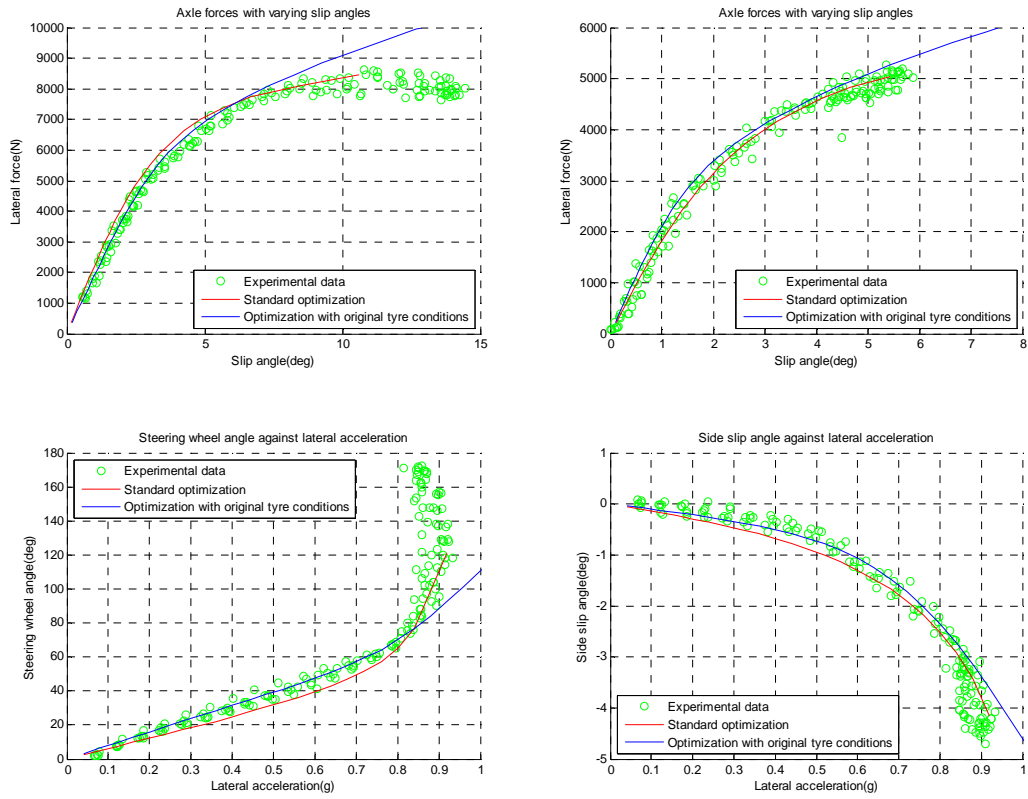 Axle forces with varying slip angles
10000
9000
8000
7000
6000
5000
4000
3000
2000
1000
0
Lateral force(N)
Experimental data
Standard optimization
Optimization with original tyre conditions
0 5 10 15
Slip angle(deg)
Axle forces with varying slip angles
6000
5000
4000
3000
2000
1000
0
Lateral force(N)
Experimental data
Standard optimization
Optimization with original tyre conditions
0 1 2 3 4 5 6 7 8
Slip angle(deg)
Steering wheel angle against lateral acceleration
180
160
140
120
100
80
60
40
20
0
Steering wheel angle(deg)
Experimental data
Standard optimization
Optimization with original tyre conditions
0 0.1 0.2 0.3 0.4 0.5 0.6 0.7 0.8 0.9 1
Lateral acceleration(g)
Side slip angle against lateral acceleration
1
0
-1
-2
-3
-4
-5
Side slip angle(deg)
Experimental data
Standard optimization
Optimization with original tyre conditions
0 0.1 0.2 0.3 0.4 0.5 0.6 0.7 0.8 0.9 1
Lateral acceleration(g)